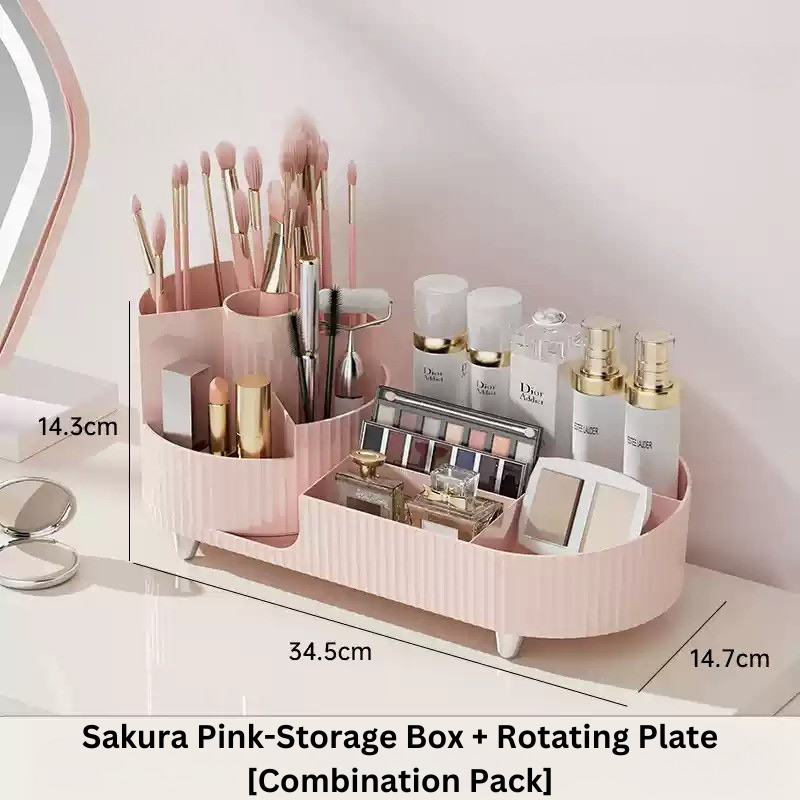 Dior
Addict
Dior
Addict
Dior
Addict
ESTEE LAUDER
ESTEE LAUDER
14.3cm
34.5cm
14.7cm
Sakura Pink-Storage Box + Rotating Plate
[Combination Pack]